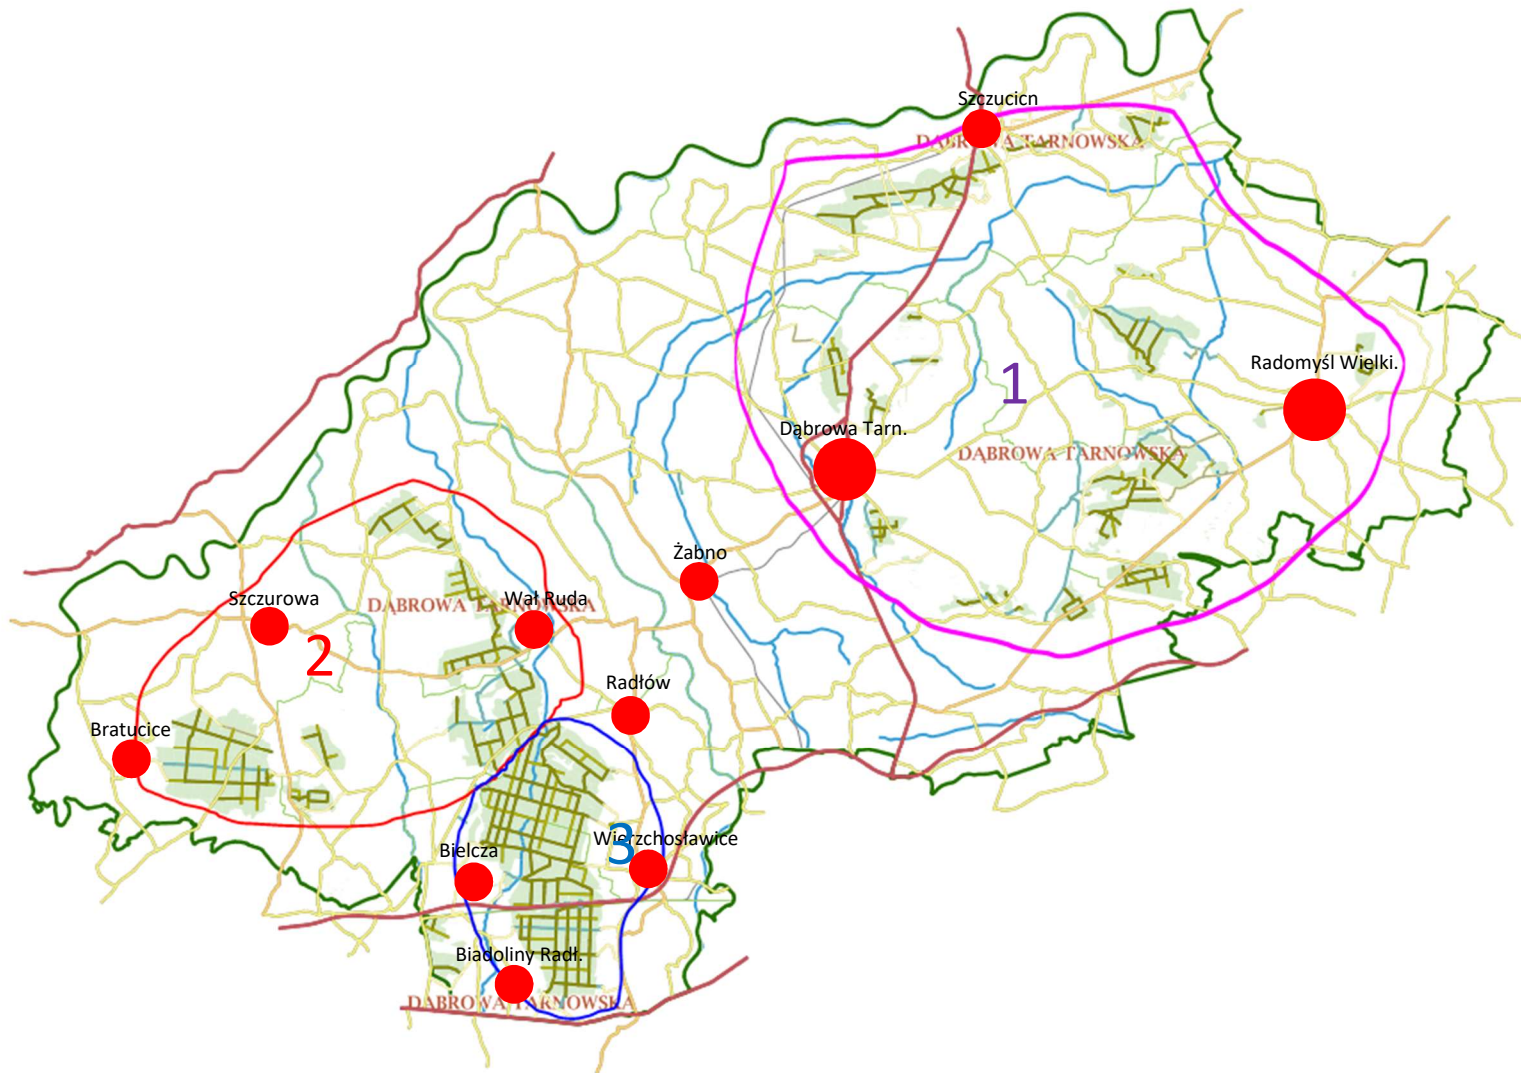 Szczucicn
DĄBROWA TARNOWSKA
Radomyśl Wielki.
1
Dąbrowa Tarn.
DĄBROWA TARNOWSKA
Żabno
Szczurowa
DĄBROWA TARNOWSKA
Wał Ruda
2
Radłów
Bratucice
Wierzchosławice
3
Bielcza
Biadoliny Radł.
DĄBROWA TARNOWSKA